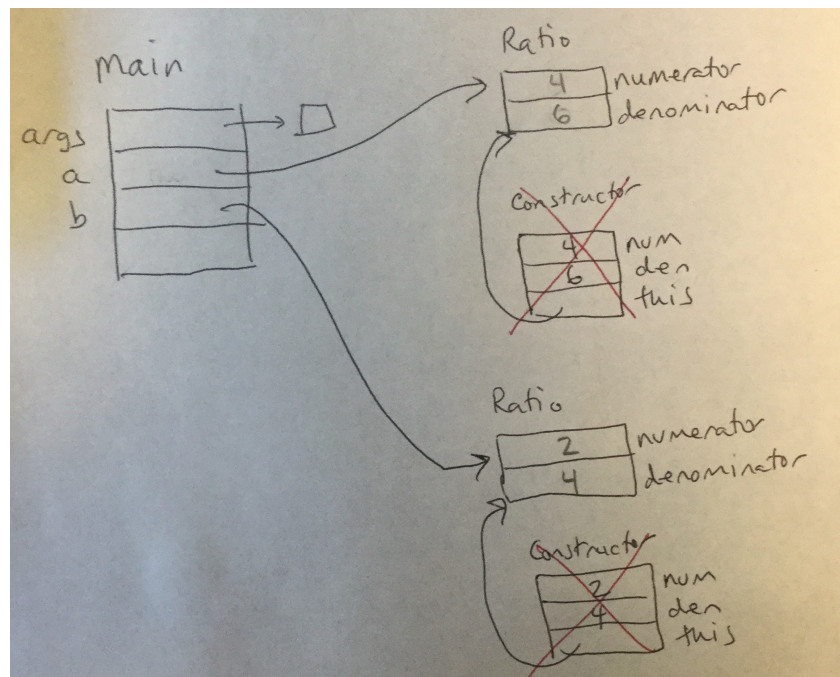 Main
args
a
b
Ratio
4 numerator
6 denominator
Constructor
4 num
6 den
this
Ratio
2 numerator
4 denominator
Constructor
2 num
4 den
this